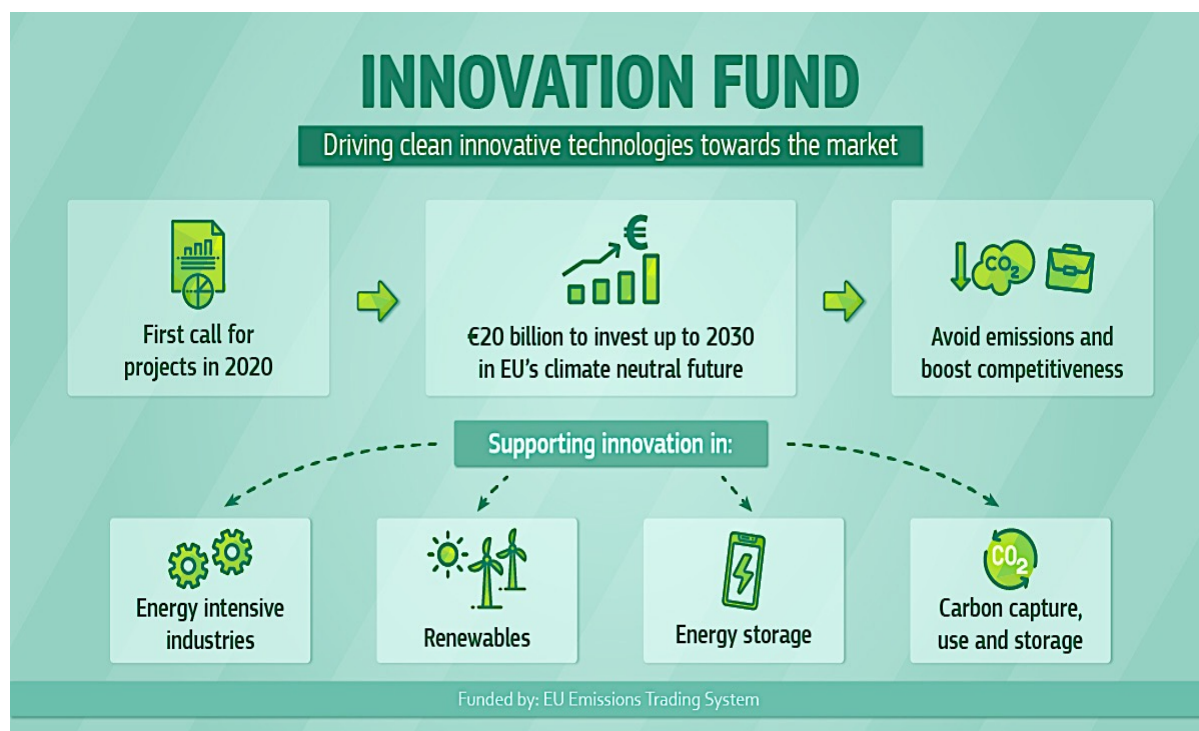 INNOVATION FUND
Driving clean innovative technologies towards the market
First call for
projects in 2020
€
€20 billion to invest up to 2030
in EU's climate neutral future
CO2
Avoid emissions and
boost competitiveness
Supporting innovation in:
Energy intensive
industries
Renewables
Energy storage
CO2
Carbon capture,
use and storage
Funded by: EU Emissions Trading System